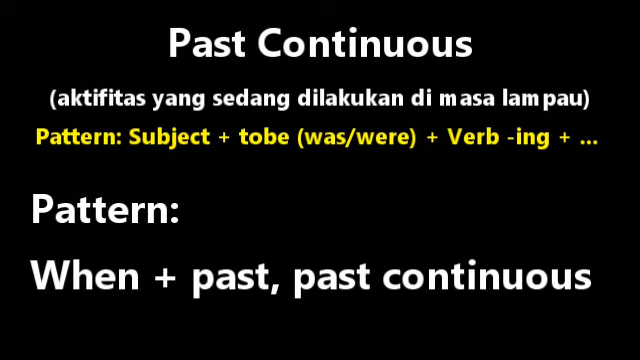 Past Continuous
(aktifitas yang sedang dilakukan di masa lampau)
Pattern: Subject + tobe (was/were) + Verb -ing + ...
Pattern:
When + past, past continuous